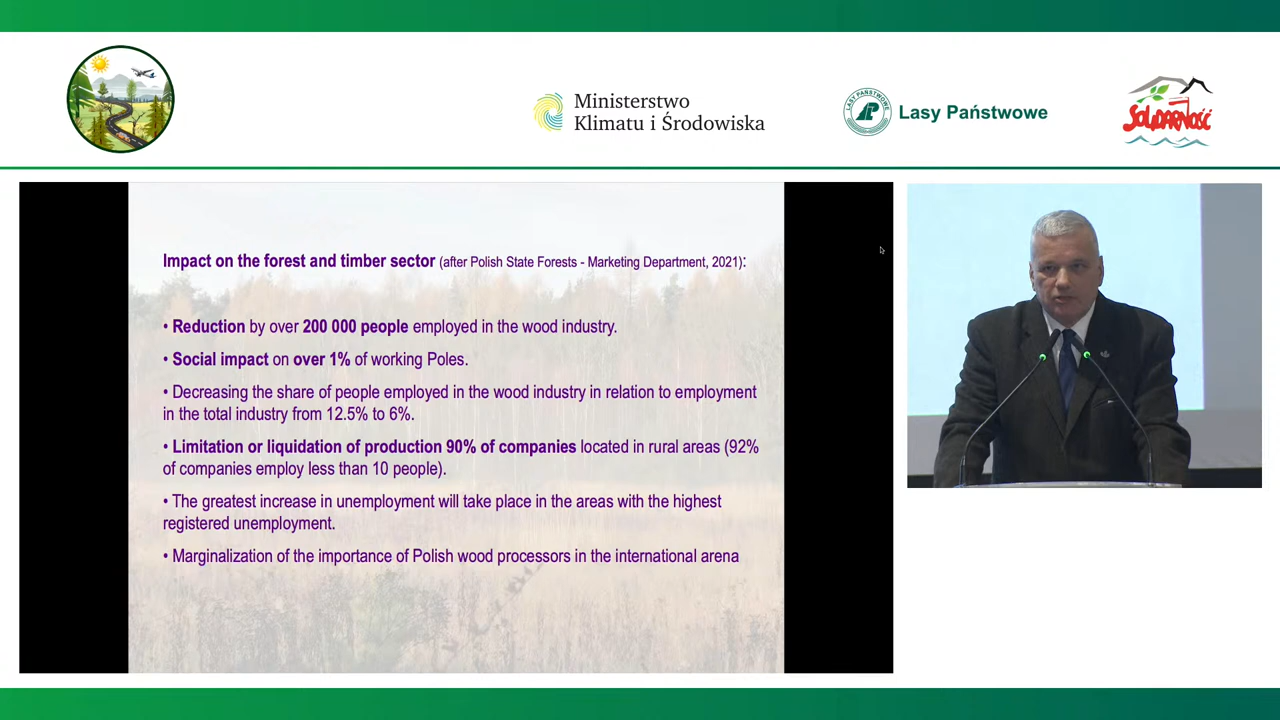 Ministerstwo
Klimatu i Środowiska
LASY PAŃSTWOWE
Lasy Państwowe
SOLIDARNOŚĆ
Impact on the forest and timber sector (after Polish State Forests - Marketing Department, 2021):
• Reduction by over 200 000 people employed in the wood industry.
• Social impact on over 1% of working Poles.
• Decreasing the share of people employed in the wood industry in relation to employment
in the total industry from 12.5% to 6%.
• Limitation or liquidation of production 90% of companies located in rural areas (92%
of companies employ less than 10 people).
• The greatest increase in unemployment will take place in the areas with the highest
registered unemployment.
• Marginalization of the importance of Polish wood processors in the international arena